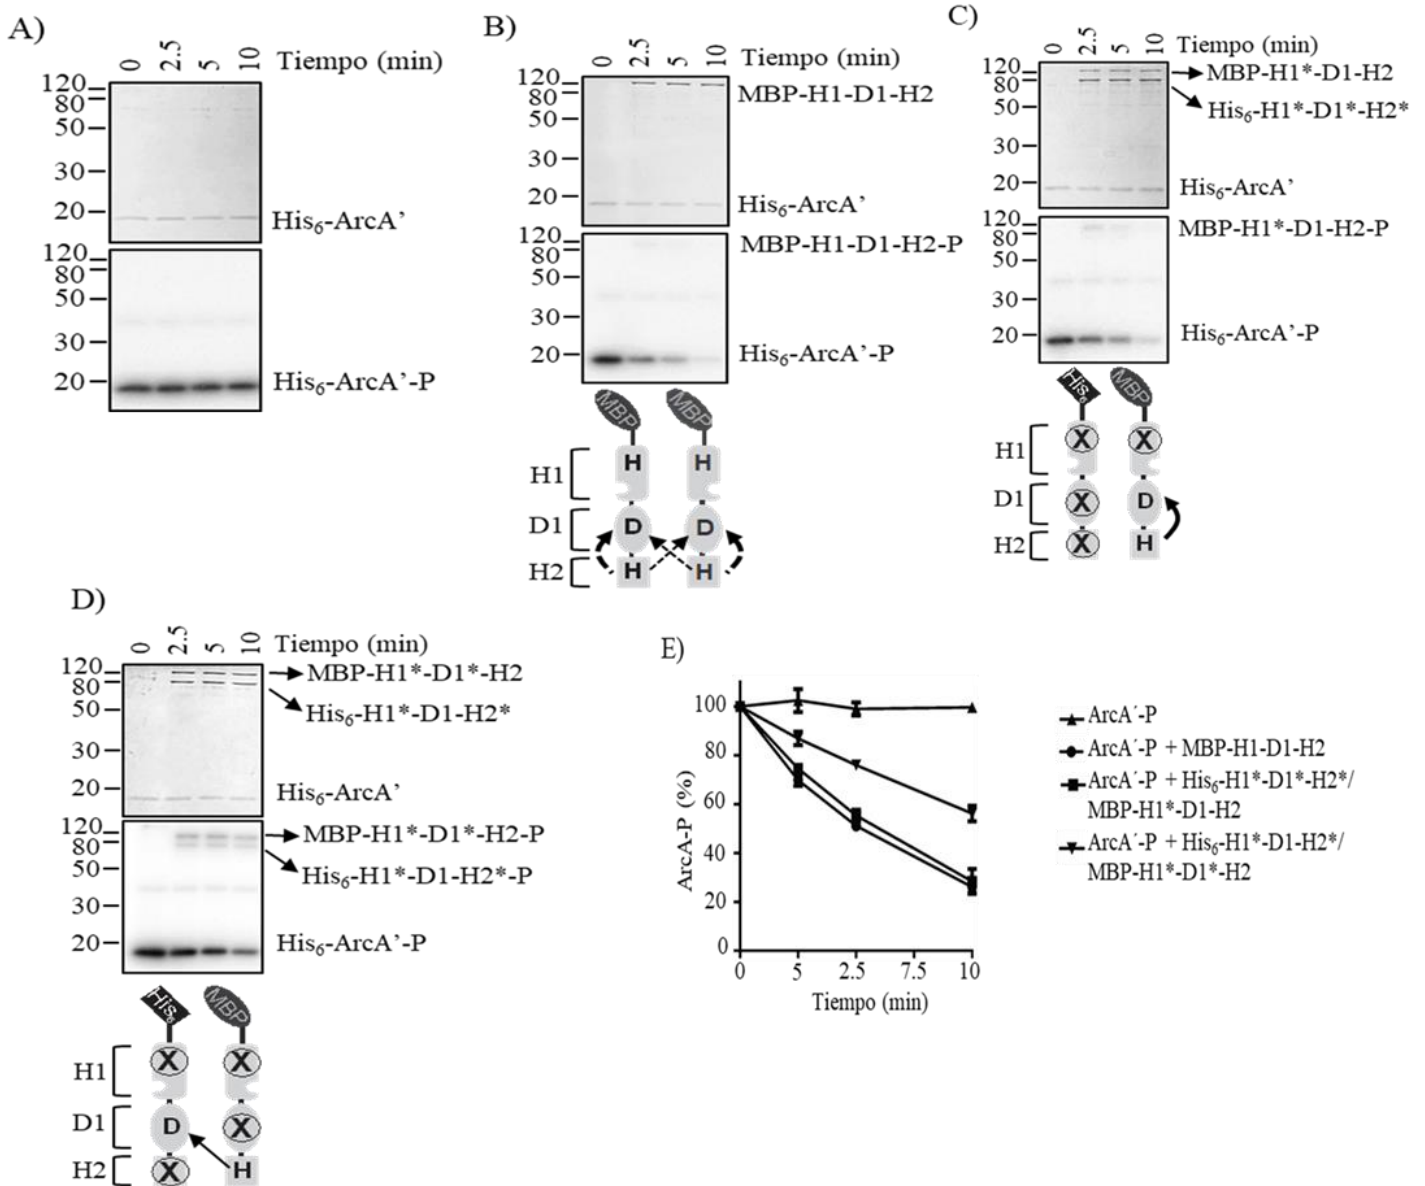 A)
0 2.5 5 10 Tiempo (min)
120
80
50
30
20
His6-ArcA'
120
80
50
30
20
His6-ArcA'-P
B)
0 2.5 5 10 Tiempo (min)
120
80
50
30
20
MBP-H1-D1-H2
His6-ArcA'
120
80
50
30
20
MBP-H1-D1-H2-P
His6-ArcA'-P
MBP MBP
H1 H H
D1 D D
H2 H H
C)
0 2.5 5 10 Tiempo (min)
120
80
50
30
20
MBP-H1*-D1-H2
His6-H1*-D1*-H2*
His6-ArcA'
120
80
50
30
20
MBP-H1*-D1-H2-P
His6-ArcA'-P
His6 MBP
H1 X X
D1 X D
H2 X H
D)
0 2.5 5 10 Tiempo (min)
120
80
50
30
20
MBP-H1*-D1*-H2
His6-H1*-D1-H2*
His6-ArcA'
120
80
50
30
20
MBP-H1*-D1*-H2-P
His6-H1*-D1-H2*-P
His6-ArcA'-P
His6 MBP
H1 X X
D1 D X
H2 X H
E)
ArcA-P (%)
100
80
60
40
20
0
0 5 2.5 7.5 10
Tiempo (min)
ArcA´-P
ArcA´-P + MBP-H1-D1-H2
ArcA´-P + His6-H1*-D1*-H2*/
MBP-H1*-D1-H2
ArcA´-P + His6-H1*-D1-H2*/
MBP-H1*-D1*-H2